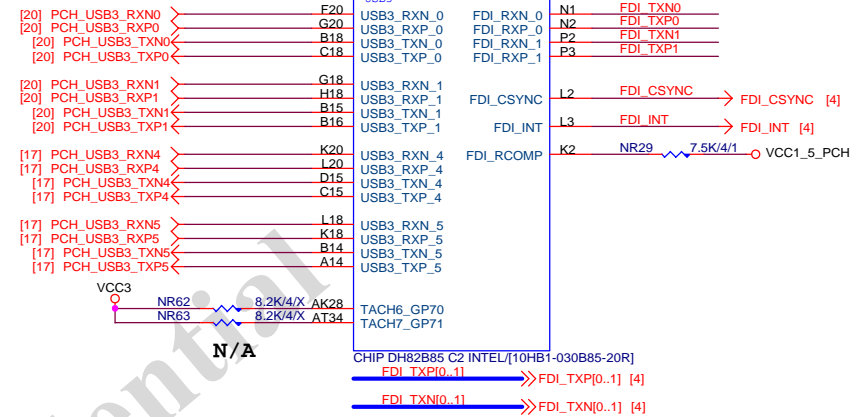 USB3
[20] PCH_USB3_RXN0 F20 USB3_RXN_0 FDI_RXN_0 N1 FDI_TXN0
[20] PCH_USB3_RXP0 G20 USB3_RXP_0 FDI_RXP_0 N2 FDI_TXP0
[20] PCH_USB3_TXN0 B18 USB3_TXN_0 FDI_RXN_1 P2 FDI_TXN1
[20] PCH_USB3_TXP0 C18 USB3_TXP_0 FDI_RXP_1 P3 FDI_TXP1
[20] PCH_USB3_RXN1 G18 USB3_RXN_1
[20] PCH_USB3_RXP1 H18 USB3_RXP_1 FDI_CSYNC L2 FDI_CSYNC FDI_CSYNC [4]
[20] PCH_USB3_TXN1 B15 USB3_TXN_1
[20] PCH_USB3_TXP1 B16 USB3_TXP_1 FDI_INT L3 FDI_INT FDI_INT [4]
[17] PCH_USB3_RXN4 K20 USB3_RXN_4 FDI_RCOMP K2 NR29 7.5K/4/1 VCC1_5_PCH
[17] PCH_USB3_RXP4 L20 USB3_RXP_4
[17] PCH_USB3_TXN4 D15 USB3_TXN_4
[17] PCH_USB3_TXP4 C15 USB3_TXP_4
[17] PCH_USB3_RXN5 L18 USB3_RXN_5
[17] PCH_USB3_RXP5 K18 USB3_RXP_5
[17] PCH_USB3_TXN5 B14 USB3_TXN_5
[17] PCH_USB3_TXP5 A14 USB3_TXP_5
VCC3
NR62 8.2K/4/X AK28 TACH6_GP70
NR63 8.2K/4/X AT34 TACH7_GP71
N/A
CHIP DH82B85 C2 INTEL/[10HB1-030B85-20R]
FDI_TXP[0..1] FDI_TXP[0..1] [4]
FDI_TXN[0..1] FDI_TXN[0..1] [4]
ential